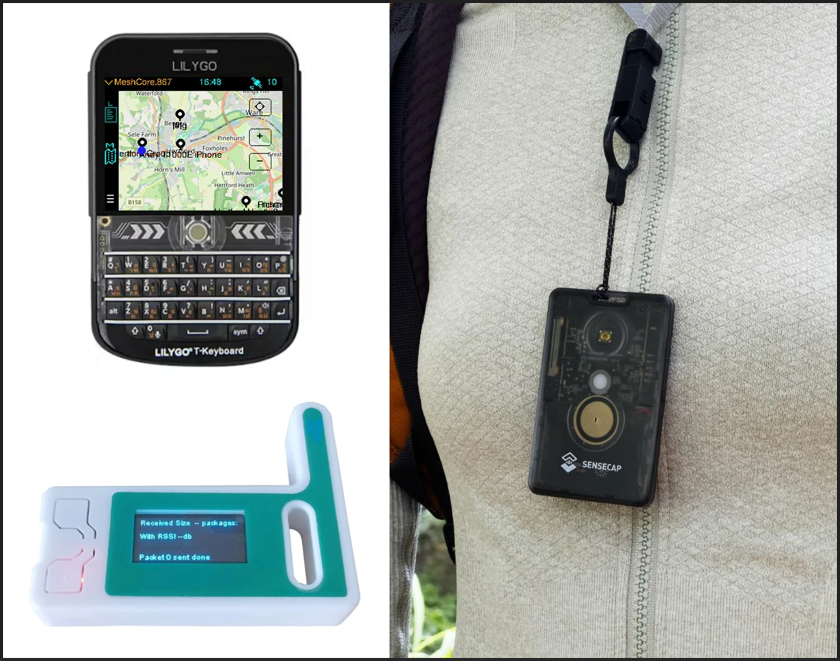 LILYGO
MeshCore.867 16:48 10
Waterford
Ware
Sele Farm
Pinehurst
Foxholes
Horn's Mill
Little Amwell
Hertford Heath
B158
+
−
Q W E R T Y U I O P
A S D F G H J K L
alt Z X C V B N M
sym
LILYGO® T-Keyboard
Received Size -- packages:
With RSSI --db
Packet 0 sent done
SENSECAP